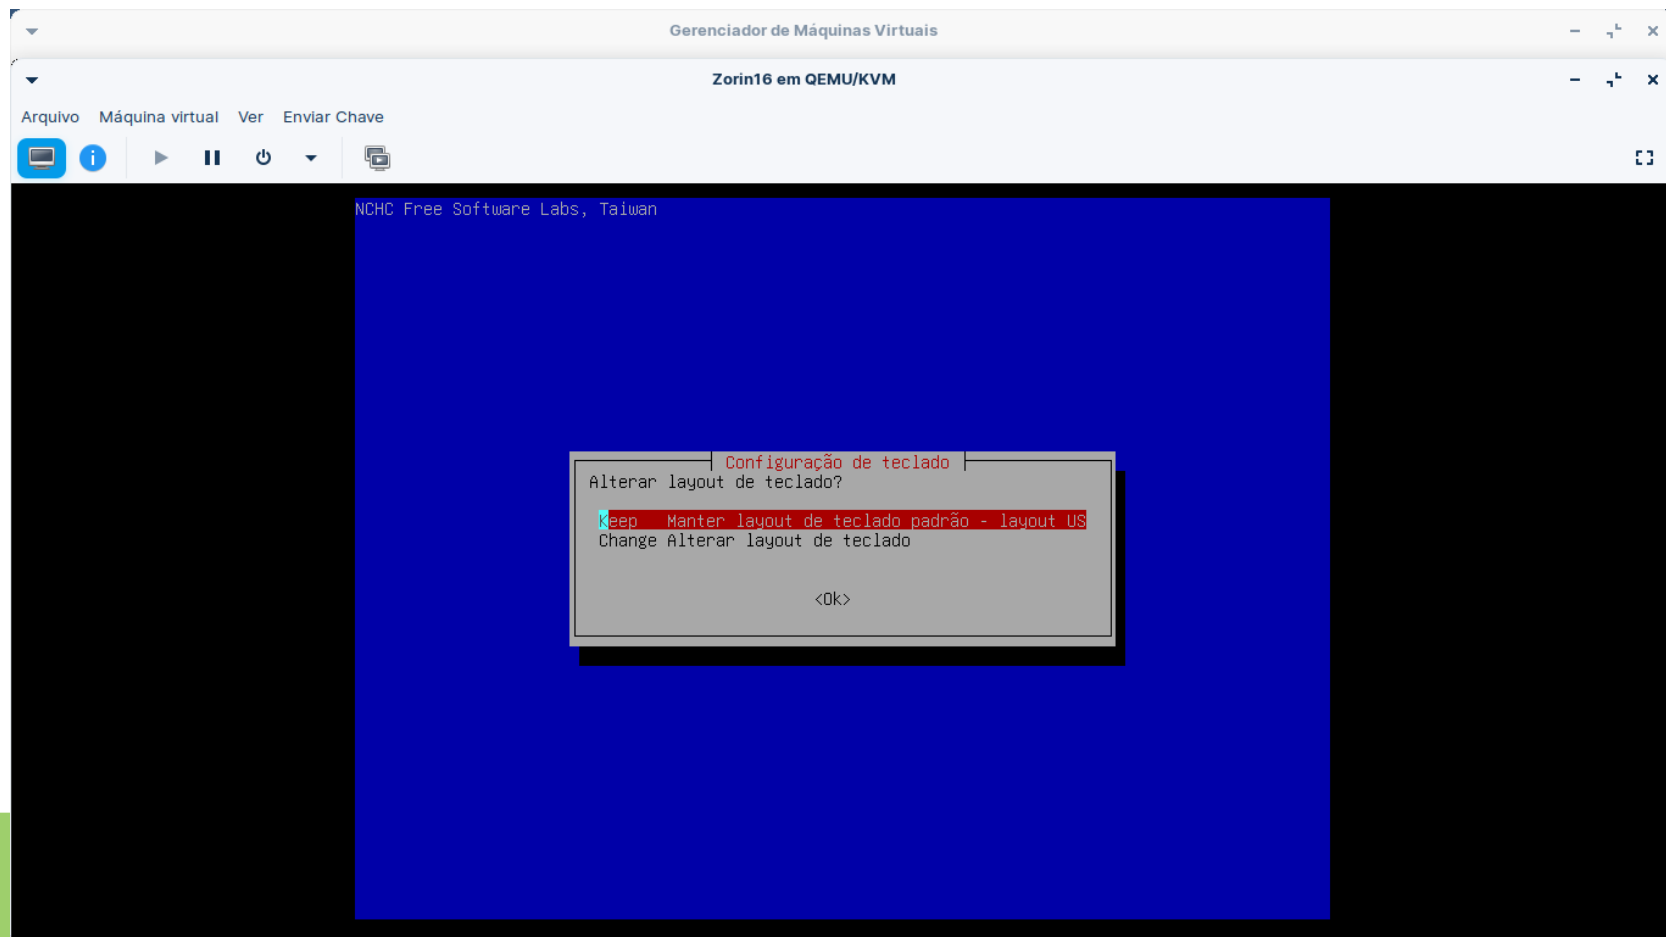 Gerenciador de Máquinas Virtuais
Zorin16 em QEMU/KVM
Arquivo Máquina virtual Ver Enviar Chave
NCHC Free Software Labs, Taiwan
Configuração de teclado
Alterar layout de teclado?
Keep Manter layout de teclado padrão - layout US
Change Alterar layout de teclado
<Ok>